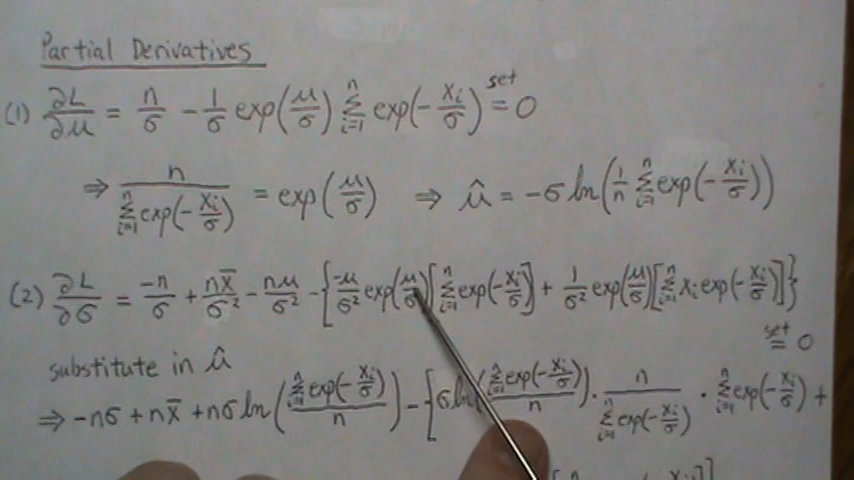 Partial Derivatives
(1) ∂L/∂μ = n/σ - 1/σ exp(μ/σ) Σ_{i=1}^{n} exp(-x_i/σ) =^{set} 0
⇒ n / Σ_{i=1}^{n} exp(-x_i/σ) = exp(μ/σ) ⇒ μ̂ = -σ ln(1/n Σ_{i=1}^{n} exp(-x_i/σ))
(2) ∂L/∂σ = -n/σ + nx̄/σ² - nμ/σ² - {-μ/σ² exp(μ/σ)[Σ_{i=1}^{n} exp(-x_i/σ)] + 1/σ² exp(μ/σ)[Σ_{i=1}^{n} x_i exp(-x_i/σ)]}
=^{set} 0
substitute in μ̂
⇒ -nσ + nx̄ + nσ ln(Σ_{i=1}^{n} exp(-x_i/σ) / n) - {σ ln(Σ_{i=1}^{n} exp(-x_i/σ) / n) · n / Σ_{i=1}^{n} exp(-x_i/σ) · Σ_{i=1}^{n} exp(-x_i/σ) +